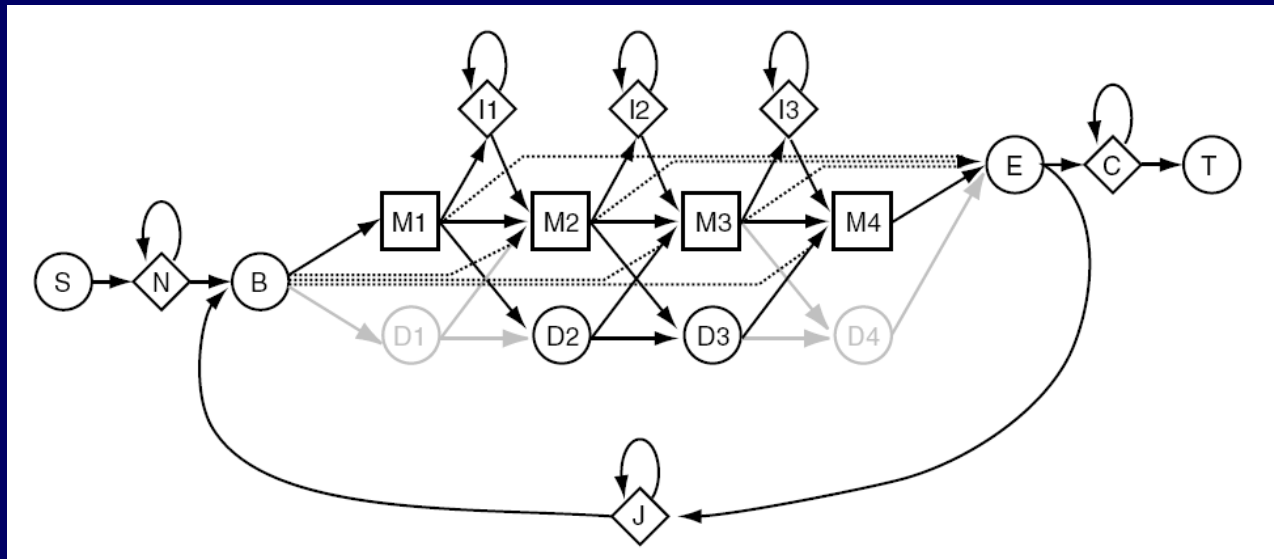 I1 I2 I3
E C T
M1 M2 M3 M4
S N B
D1 D2 D3 D4
J